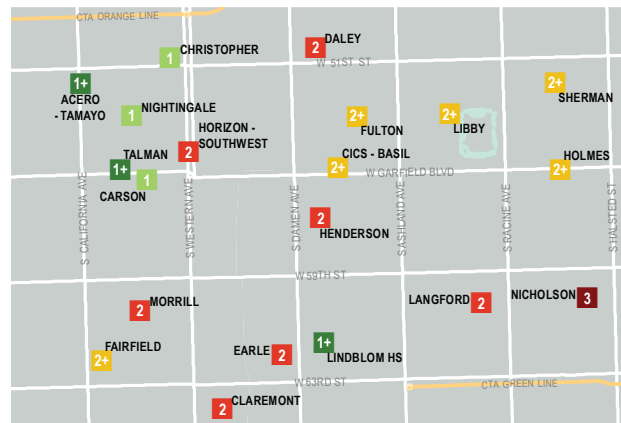 CTA ORANGE LINE
DALEY
2
CHRISTOPHER
1
W 51ST ST
1+
ACERO
- TAMAYO
2+
SHERMAN
1
NIGHTINGALE
2+
FULTON
2+
LIBBY
HORIZON -
SOUTHWEST
2
TALMAN
1+
CICS - BASIL
2+
HOLMES
2+
W GARFIELD BLVD
1
CARSON
S CALIFORNIA AVE
S WESTERN AVE
S DAMEN AVE
S ASHLAND AVE
S RACINE AVE
S HALSTED ST
2
HENDERSON
W 59TH ST
MORRILL
2
LANGFORD
2
NICHOLSON
3
FAIRFIELD
2+
EARLE
2
1+
LINDBLOM HS
W 63RD ST
CTA GREEN LINE
2
CLAREMONT